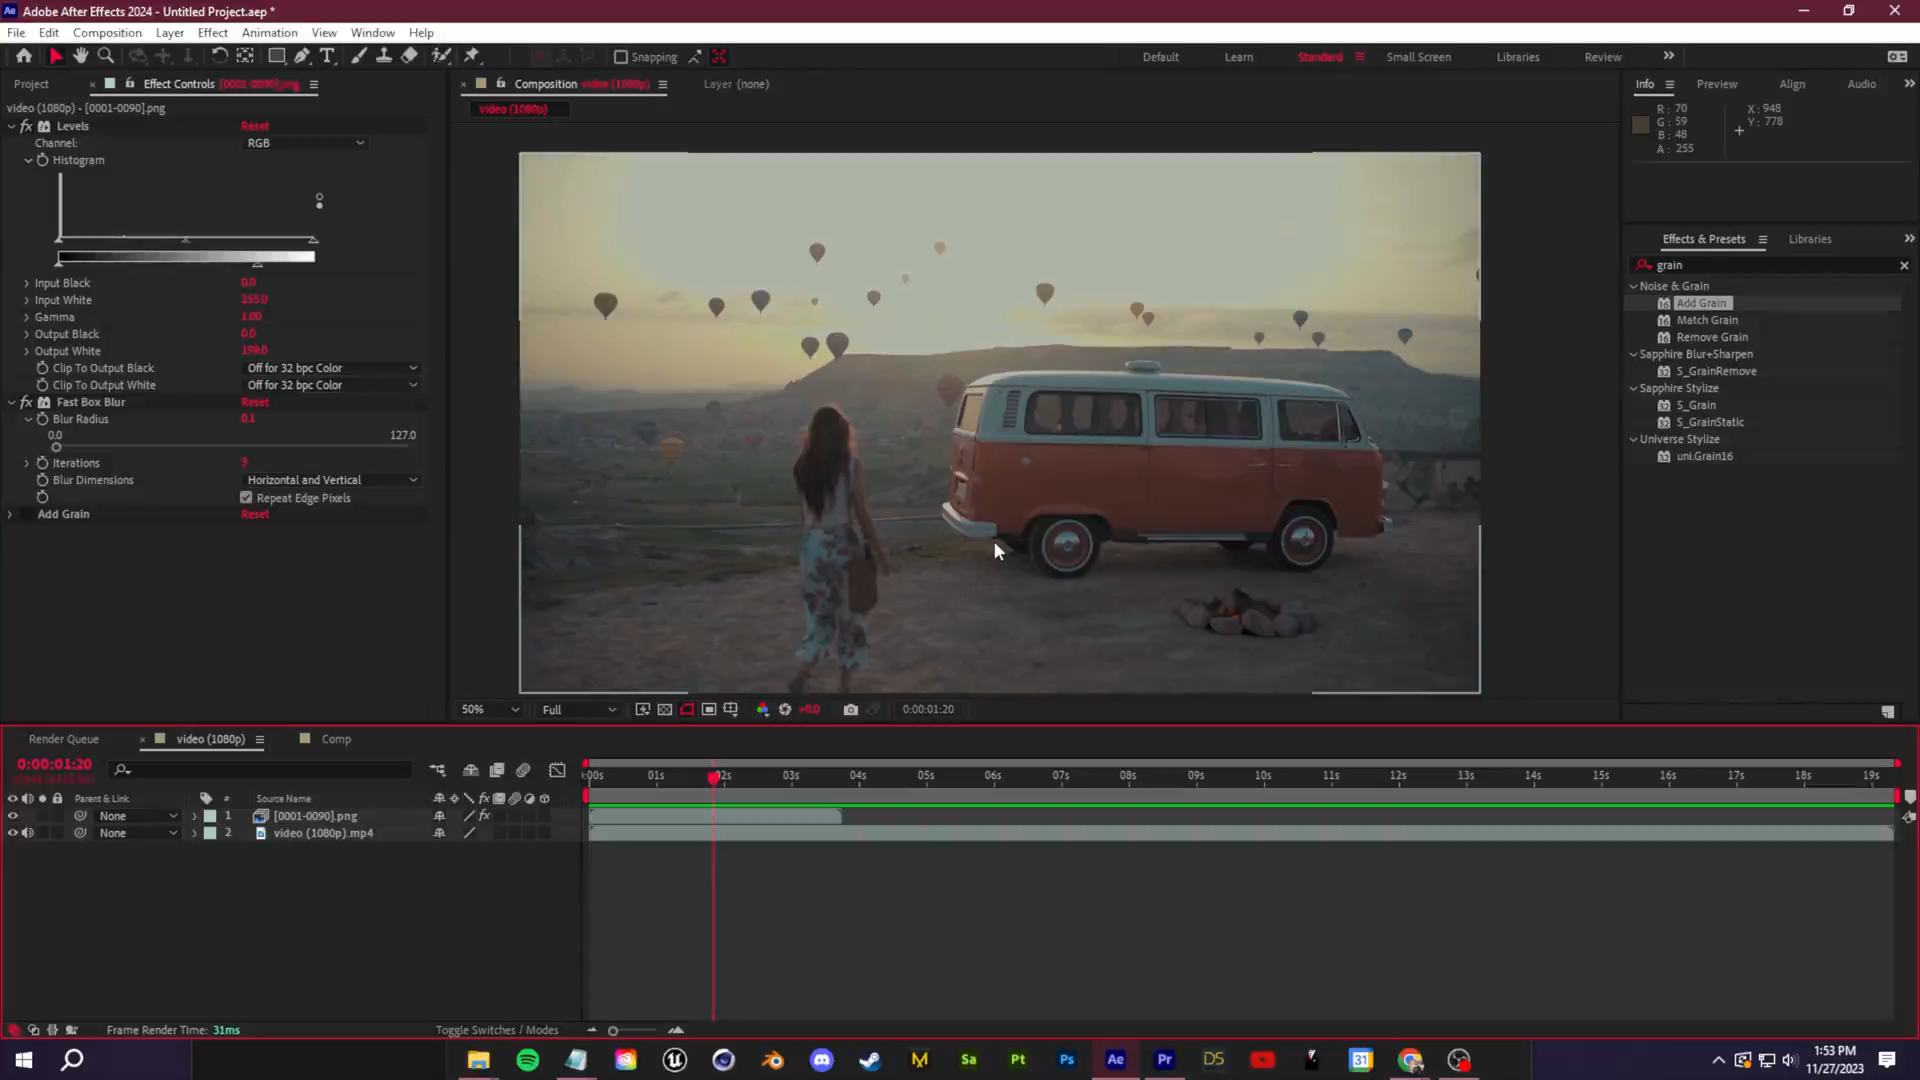 Adobe After Effects 2024 - Untitled Project.aep *
File Edit Composition Layer Effect Animation View Window Help
Snapping Default Learn Standard Small Screen Libraries Review
Project Effect Controls [0001-0090].png
Composition video (1080p) Layer (none)
Info Preview Align Audio
video (1080p) • [0001-0090].png
video (1080p)
R: 70 X: 948
G: 59 Y: 778
B: 48
A: 255
fx Levels Reset
Channel: RGB
Histogram
Input Black 0.0
Input White 255.0
Gamma 1.00
Output Black 0.0
Output White 199.0
Clip To Output Black Off for 32 bpc Color
Clip To Output White Off for 32 bpc Color
fx Fast Box Blur Reset
Blur Radius 0.1
0.0 127.0
Iterations 3
Blur Dimensions Horizontal and Vertical
Repeat Edge Pixels
Add Grain Reset
Effects & Presets Libraries
grain
Noise & Grain
Add Grain
Match Grain
Remove Grain
Sapphire Blur+Sharpen
S_GrainRemove
Sapphire Stylize
S_Grain
S_GrainStatic
Universe Stylize
uni.Grain16
50% Full +0.0 0:00:01:20
Render Queue video (1080p) Comp
0:00:01:20
:00s 01s 02s 03s 04s 05s 06s 07s 08s 09s 10s 11s 12s 13s 14s 15s 16s 17s 18s 19s
Parent & Link # Source Name fx
None 1 [0001-0090].png fx
None 2 video (1080p).mp4
Frame Render Time: 31ms Toggle Switches / Modes
M Sa Pt Ps Ae Pr DS 31
1:53 PM
11/27/2023